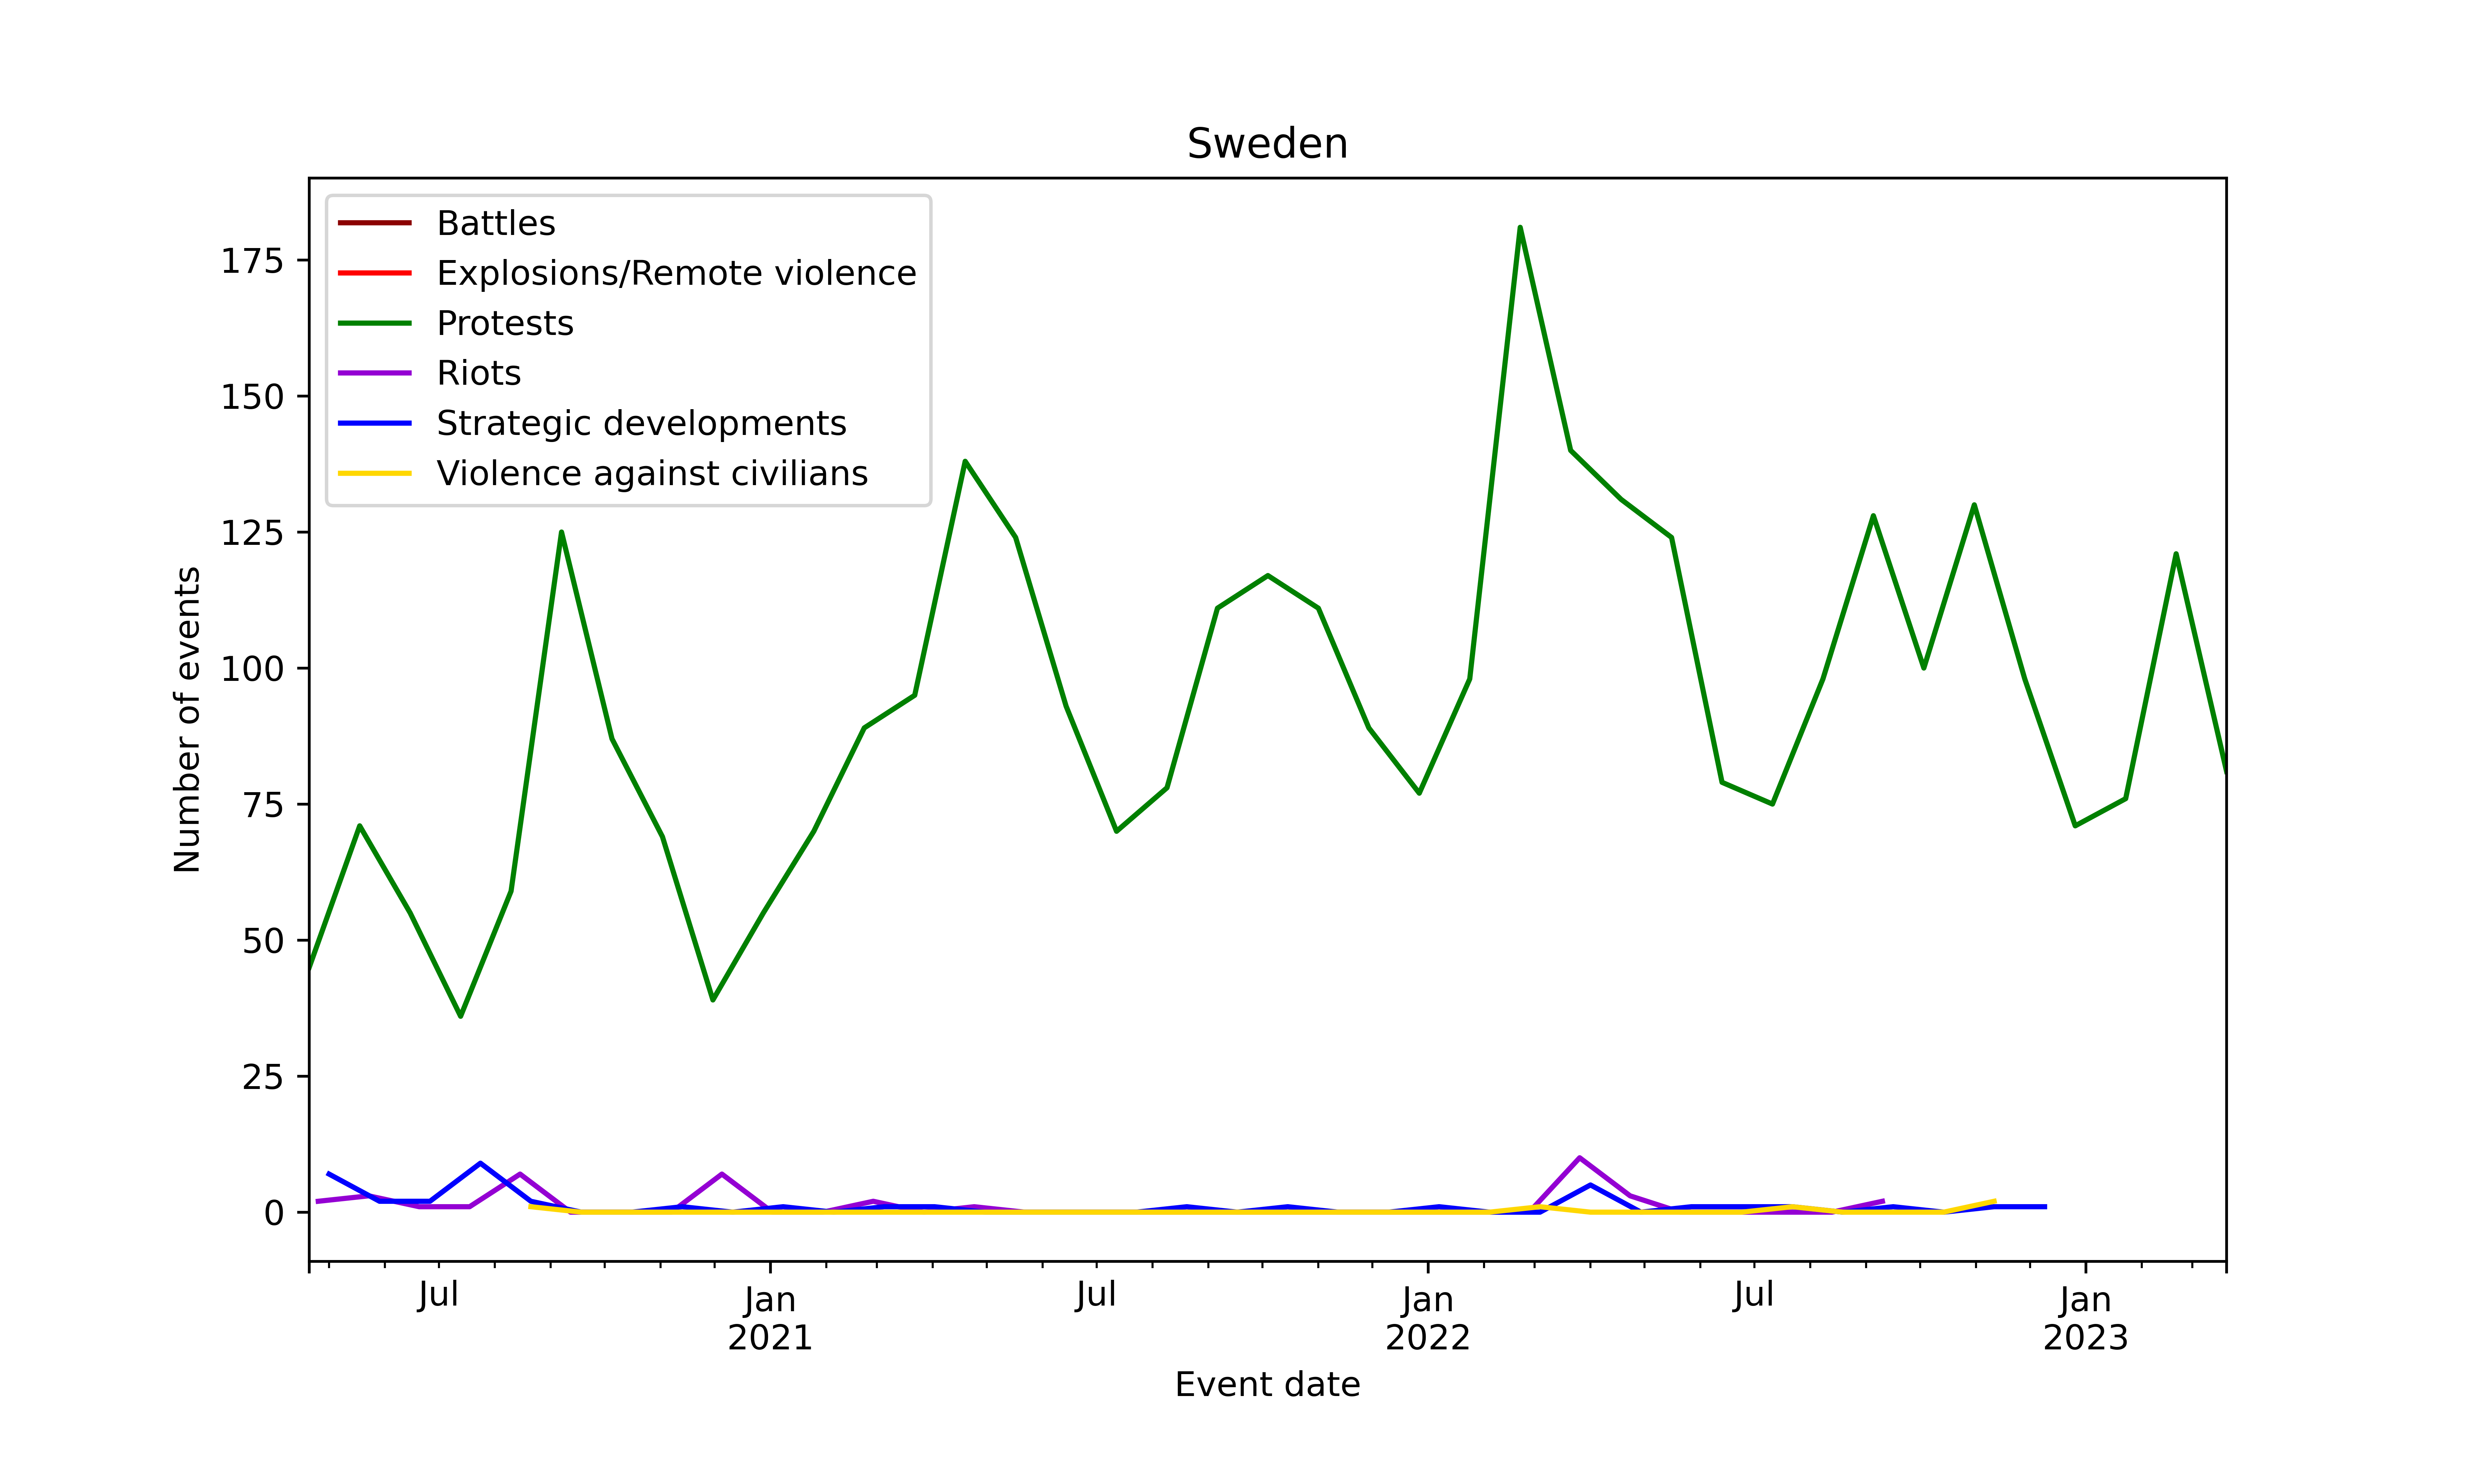 Sweden
Battles
Explosions/Remote violence
Protests
Riots
Strategic developments
Violence against civilians
175
150
125
100
75
50
25
0
Number of events
Jul
Jan
2021
Jul
Jan
2022
Jul
Jan
2023
Event date